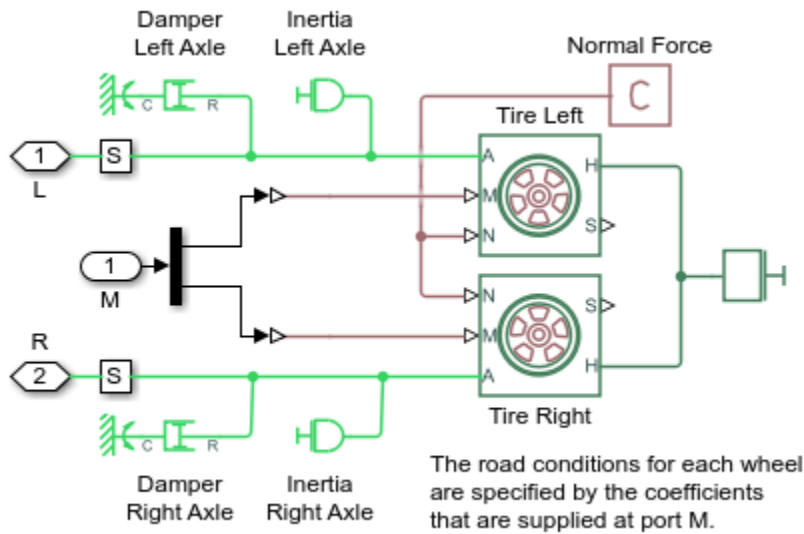 Damper
Left Axle
Inertia
Left Axle
Normal Force
C
C
R
Tire Left
1
S
A
H
L
M
S
N
1
M
N
S
R
M
2
S
A
H
C
R
Tire Right
Damper
Right Axle
Inertia
Right Axle
The road conditions for each wheel
are specified by the coefficients
that are supplied at port M.